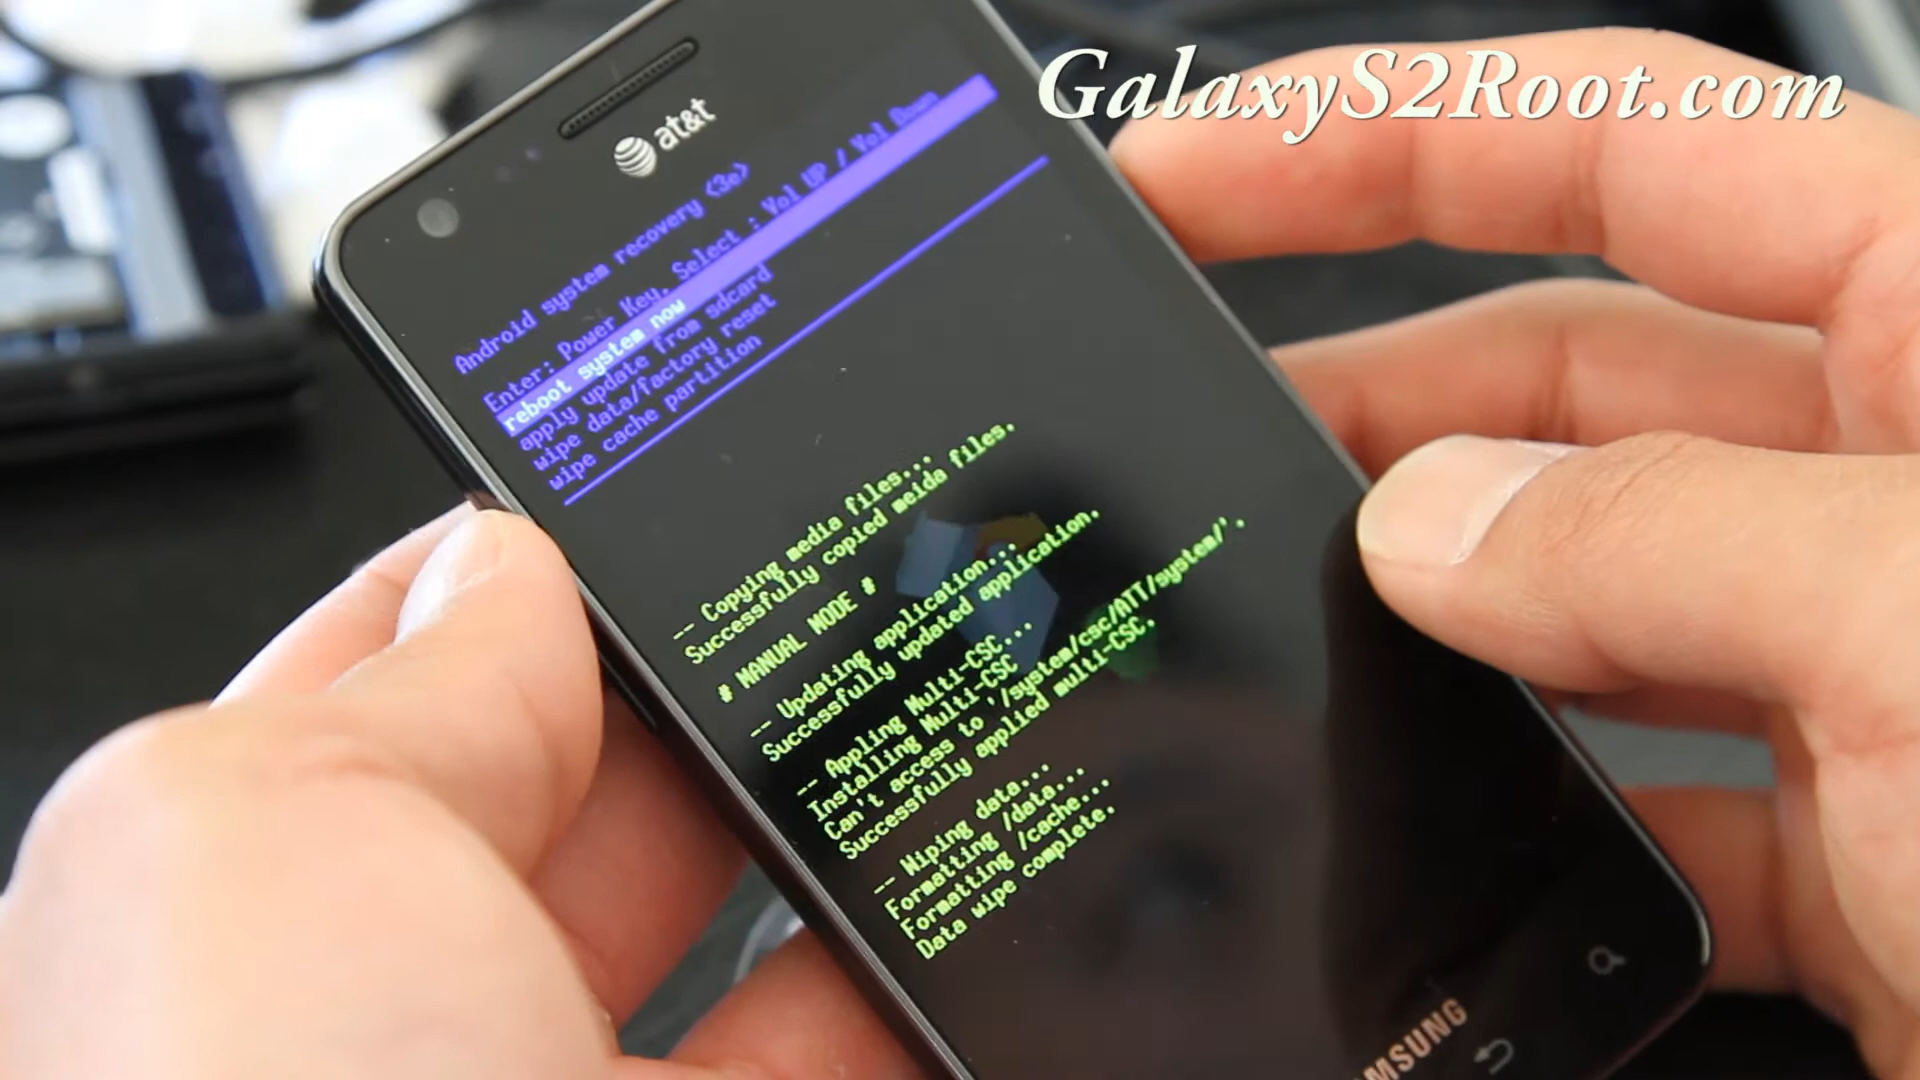 GalaxyS2Root.com
at&t
Android system recovery <3e>
Enter: Power Key, Select : Vol UP / Vol Down
reboot system now
apply update from sdcard
wipe data/factory reset
wipe cache partition
-- Copying media files...
Successfully copied meida files.
# MANUAL MODE #
-- Updating application...
Successfully updated application.
-- Appling Multi-CSC...
Installing Multi-CSC
Can't access to '/system/csc/ATT/system/'.
Successfully applied multi-CSC.
-- Wiping data...
Formatting /data...
Formatting /cache...
Data wipe complete.
AMSUNG